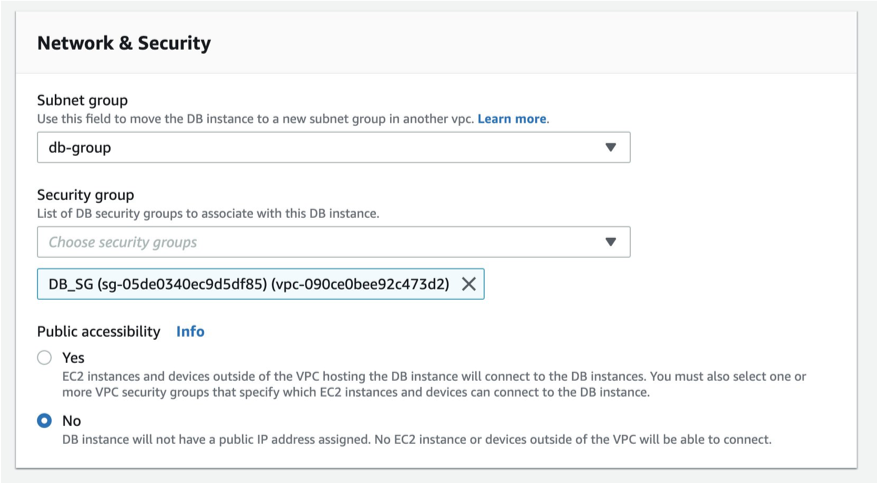 Network & Security
Subnet group
Use this field to move the DB instance to a new subnet group in another vpc. Learn more.
db-group
Security group
List of DB security groups to associate with this DB instance.
Choose security groups
DB_SG (sg-05de0340ec9d5df85) (vpc-090ce0bee92c473d2)
Public accessibility Info
Yes
EC2 instances and devices outside of the VPC hosting the DB instance will connect to the DB instances. You must also select one or
more VPC security groups that specify which EC2 instances and devices can connect to the DB instance.
No
DB instance will not have a public IP address assigned. No EC2 instance or devices outside of the VPC will be able to connect.